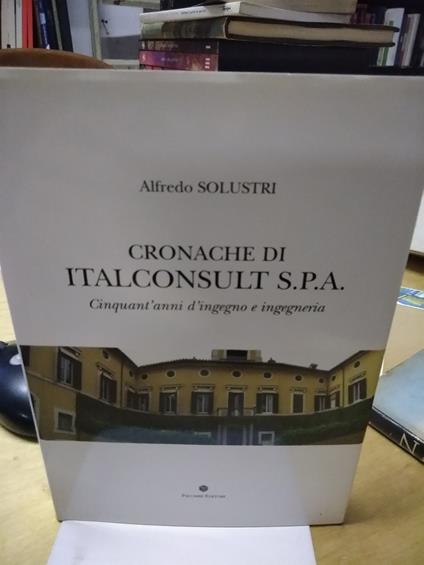 Alfredo SOLUSTRI
CRONACHE DI
ITALCONSULT S.P.A.
Cinquant'anni d'ingegno e ingegneria